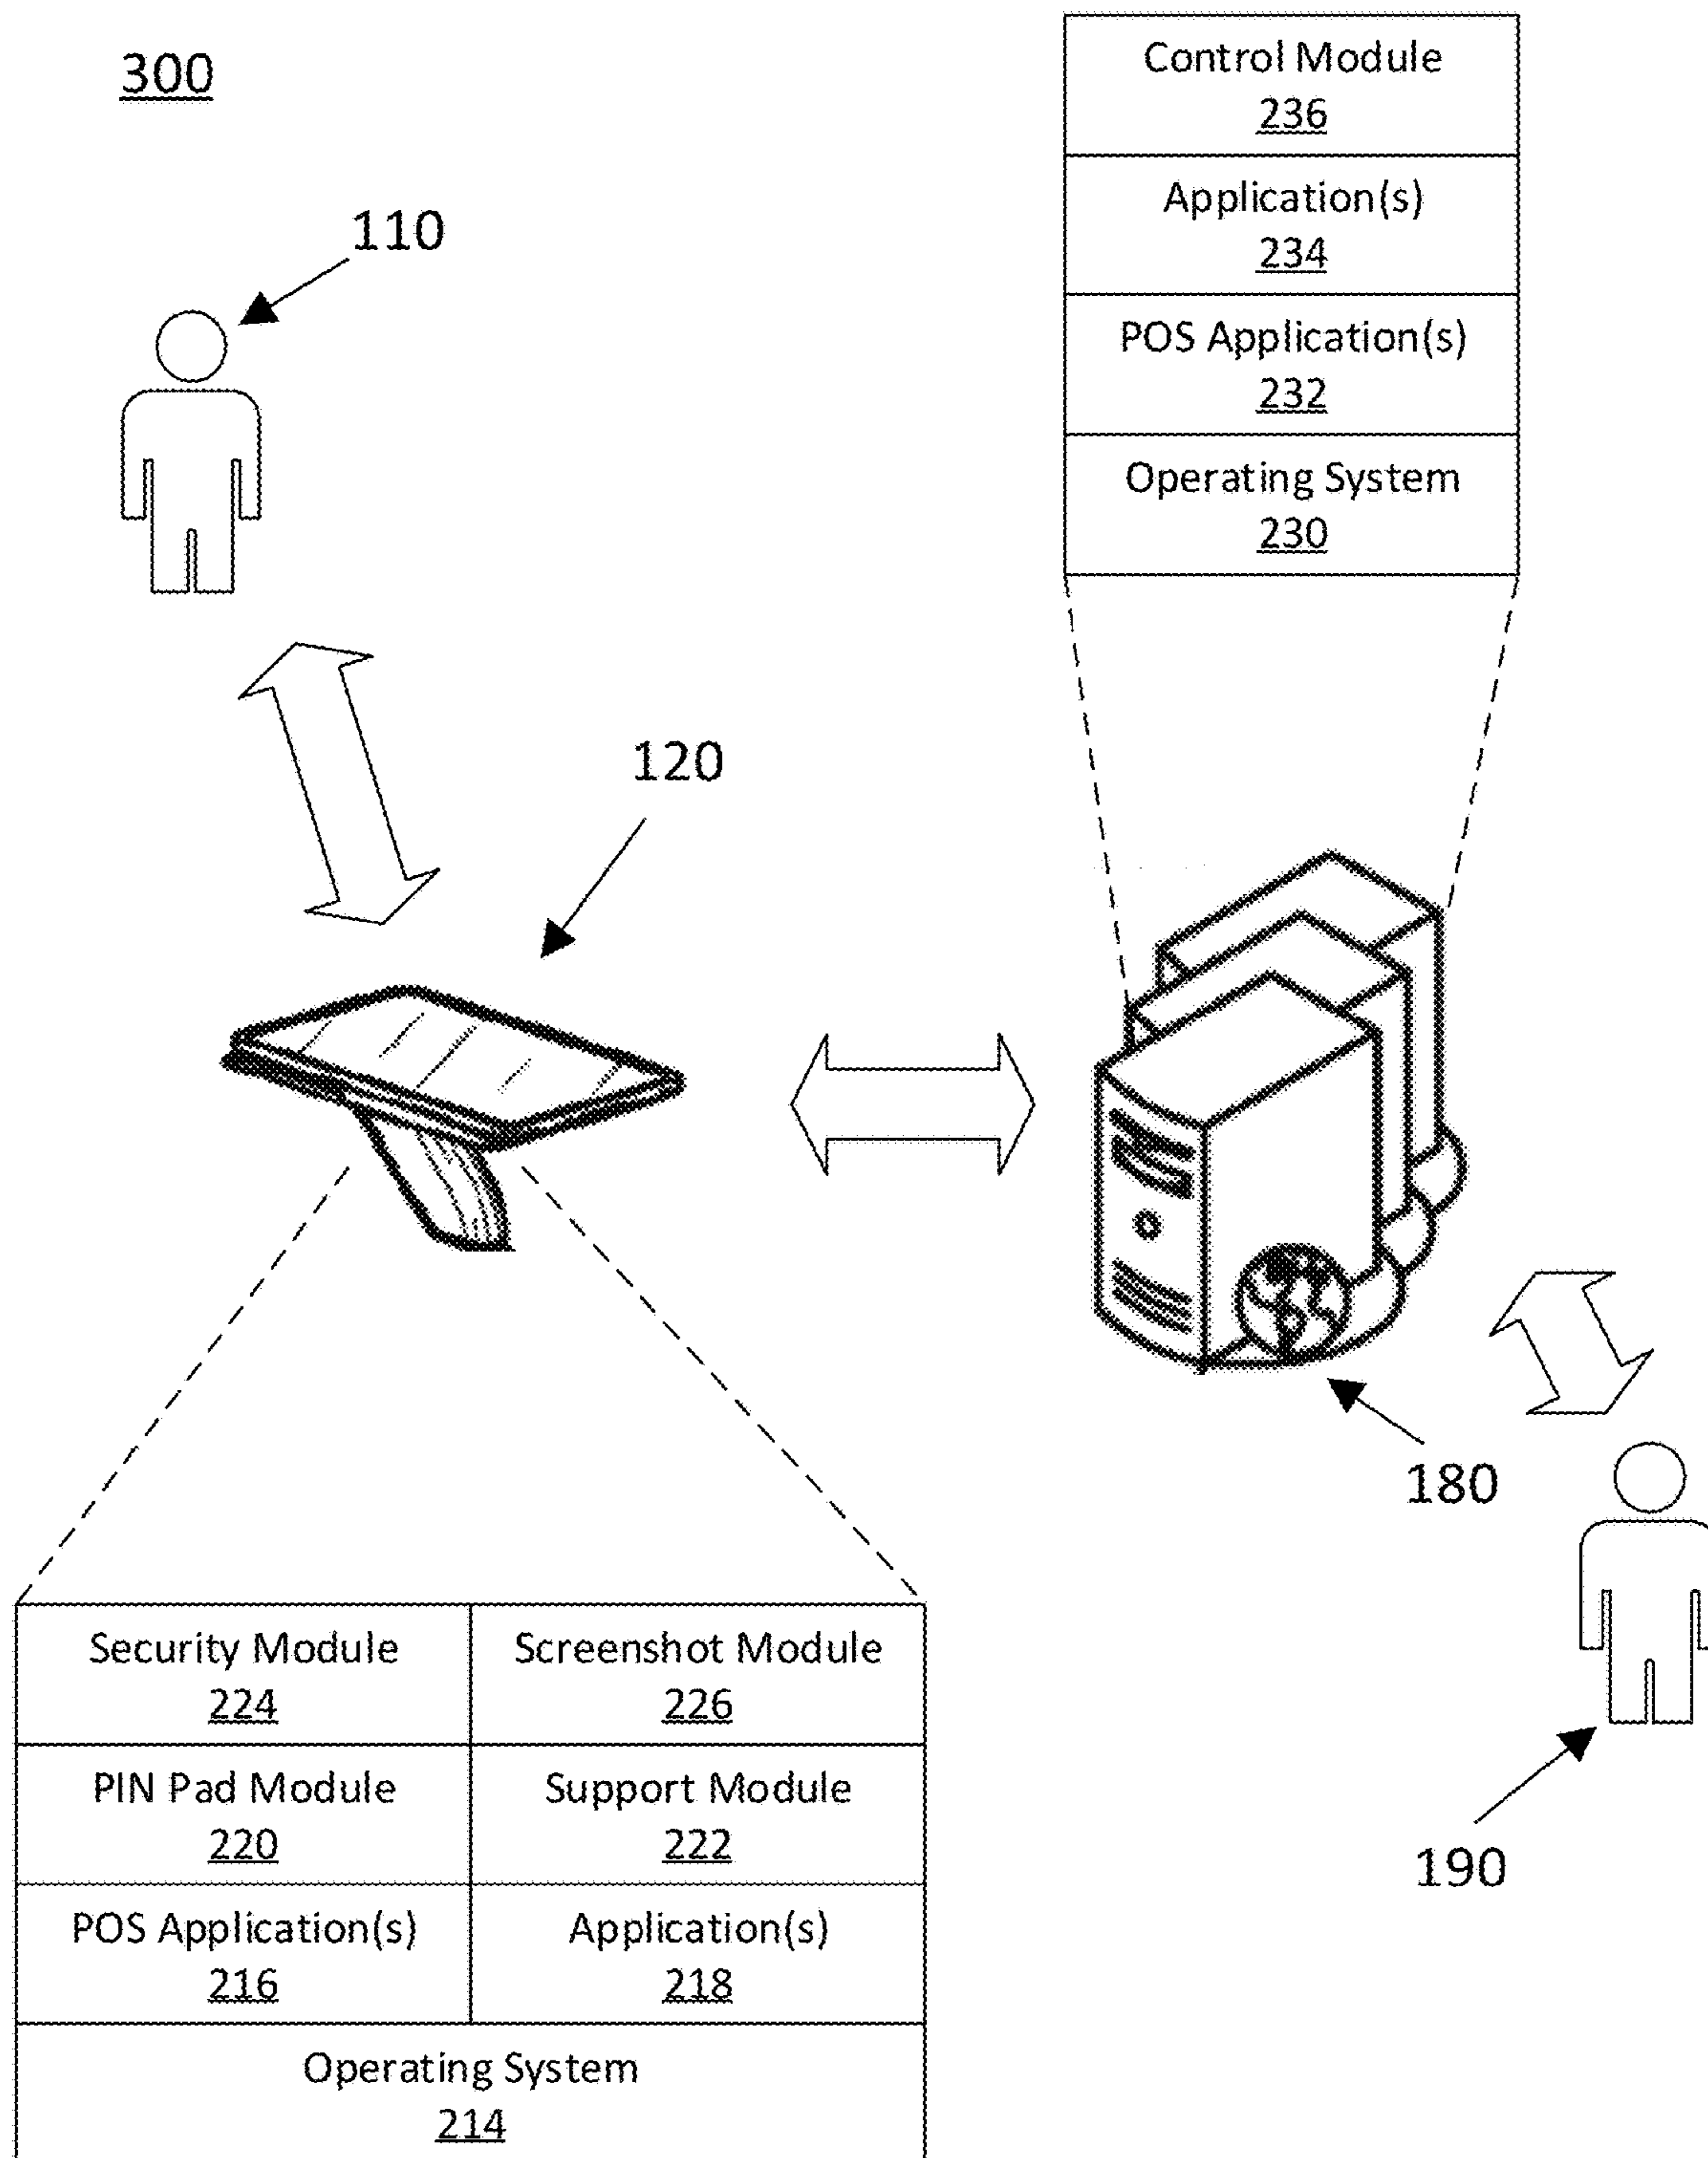 300
Control Module
236
Application(s)
234
POS Application(s)
232
Operating System
230
110
120
180
190
Security Module
224
Screenshot Module
226
PIN Pad Module
220
Support Module
222
POS Application(s)
216
Application(s)
218
Operating System
214